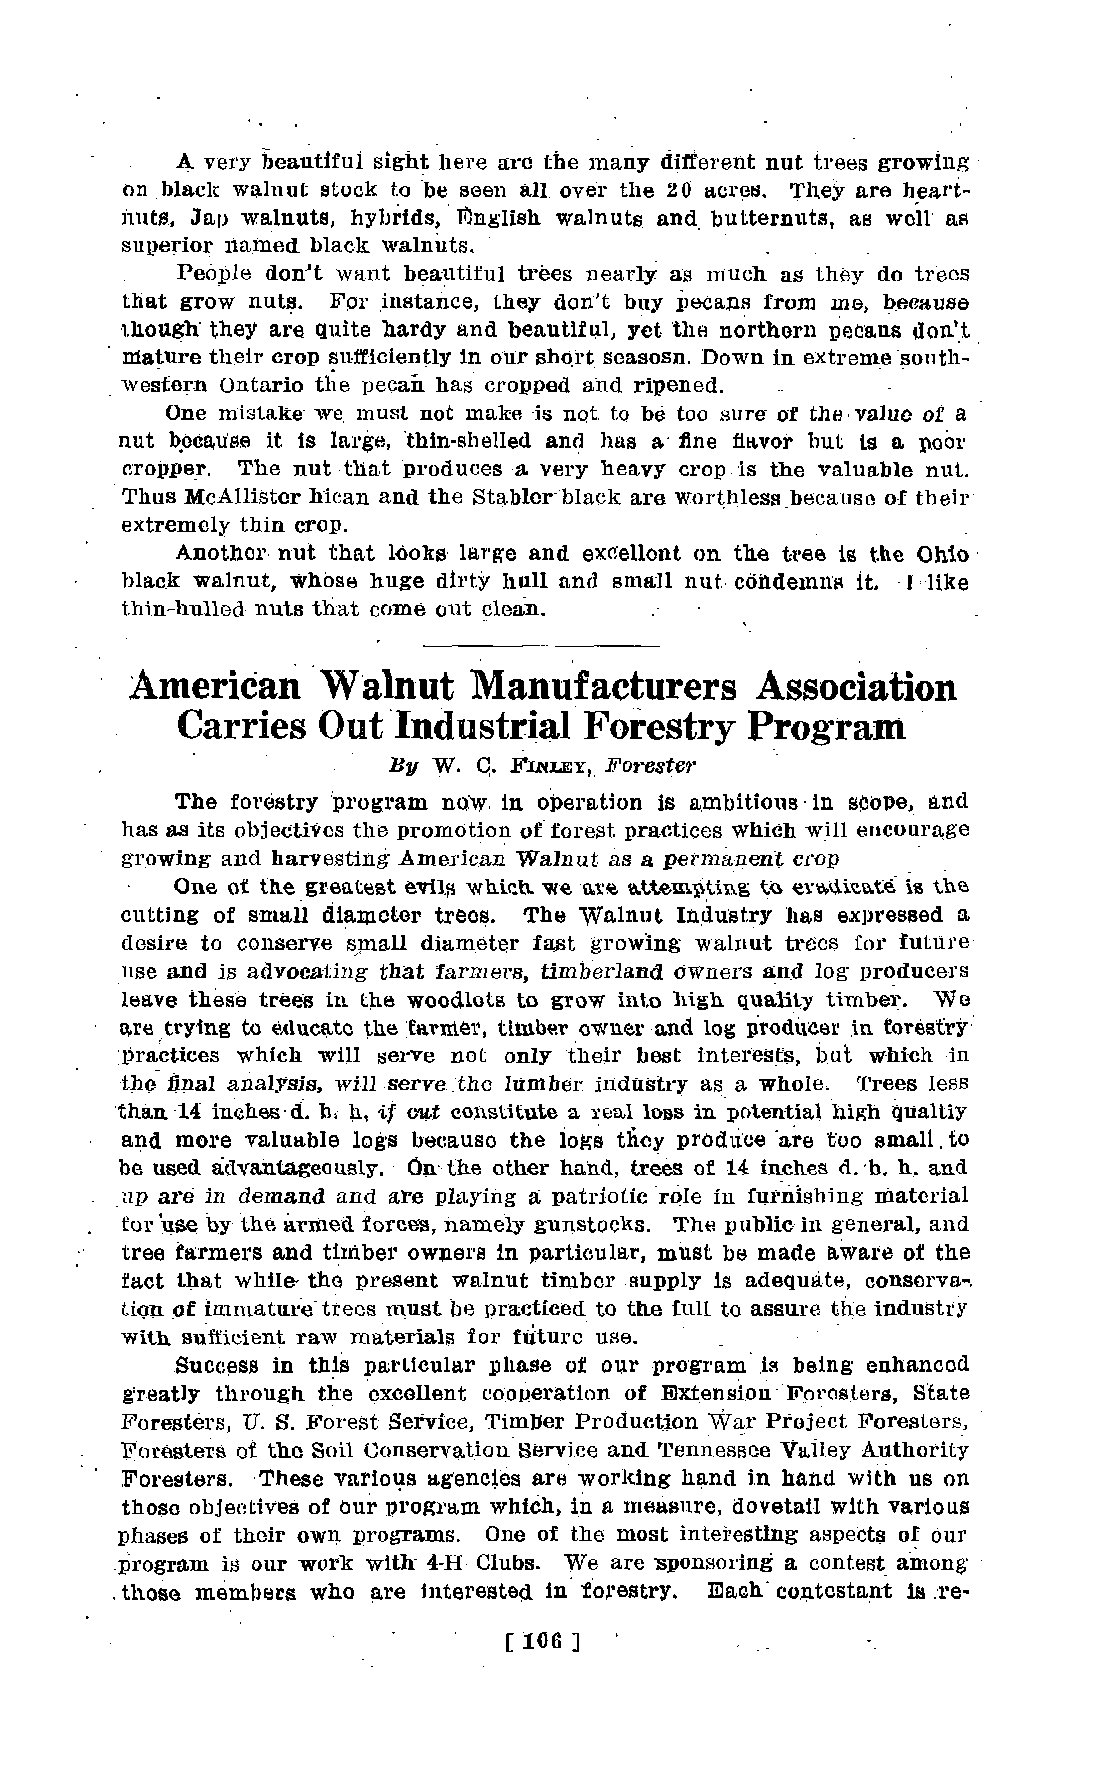 A very beautiful sight here are the many different nut trees growing
on black walnut stock to be seen all over the 20 acres. They are heart-
nuts, Jap walnuts, hybrids, English walnuts and butternuts, as well as
superior named black walnuts.
People don't want beautiful trees nearly as much as they do trees
that grow nuts. For instance, they don't buy pecans from me, because
though they are quite hardy and beautiful, yet the northern pecans don't
mature their crop sufficiently in our short seasosn. Down in extreme south-
western Ontario the pecan has cropped and ripened.
One mistake we must not make is not to be too sure of the value of a
nut because it is large, thin-shelled and has a fine flavor but is a poor
cropper. The nut that produces a very heavy crop is the valuable nut.
Thus McAllister hican and the Stabler black are worthless because of their
extremely thin crop.
Another nut that looks large and excellent on the tree is the Ohio
black walnut, whose huge dirty hull and small nut condemns it. I like
thin-hulled nuts that come out clean.
American Walnut Manufacturers Association
Carries Out Industrial Forestry Program
By W. C. FINLEY, Forester
The forestry program now in operation is ambitious in scope, and
has as its objectives the promotion of forest practices which will encourage
growing and harvesting American Walnut as a permanent crop
One of the greatest evils which we are attempting to eradicate is the
cutting of small diameter trees. The Walnut Industry has expressed a
desire to conserve small diameter fast growing walnut trees for future
use and is advocating that farmers, timberland owners and log producers
leave these trees in the woodlots to grow into high quality timber. We
are trying to educate the farmer, timber owner and log producer in forestry
practices which will serve not only their best interests, but which in
the final analysis, will serve the lumber industry as a whole. Trees less
than 14 inches d. b. h, if cut constitute a real loss in potential high qualtiy
and more valuable logs because the logs they produce are too small to
be used advantageously. On the other hand, trees of 14 inches d. b. h. and
up are in demand and are playing a patriotic role in furnishing material
for use by the armed forces, namely gunstocks. The public in general, and
tree farmers and timber owners in particular, must be made aware of the
fact that while the present walnut timber supply is adequate, conserva-
tion of immature trees must be practiced to the full to assure the industry
with sufficient raw materials for future use.
Success in this particular phase of our program is being enhanced
greatly through the excellent cooperation of Extension Foresters, State
Foresters, U. S. Forest Service, Timber Production War Project Foresters,
Foresters of the Soil Conservation Service and Tennessee Valley Authority
Foresters. These various agencies are working hand in hand with us on
those objectives of our program which, in a measure, dovetail with various
phases of their own programs. One of the most interesting aspects of our
program is our work with 4-H Clubs. We are sponsoring a contest among
those members who are interested in forestry. Each contestant is re-
[ 106 ]